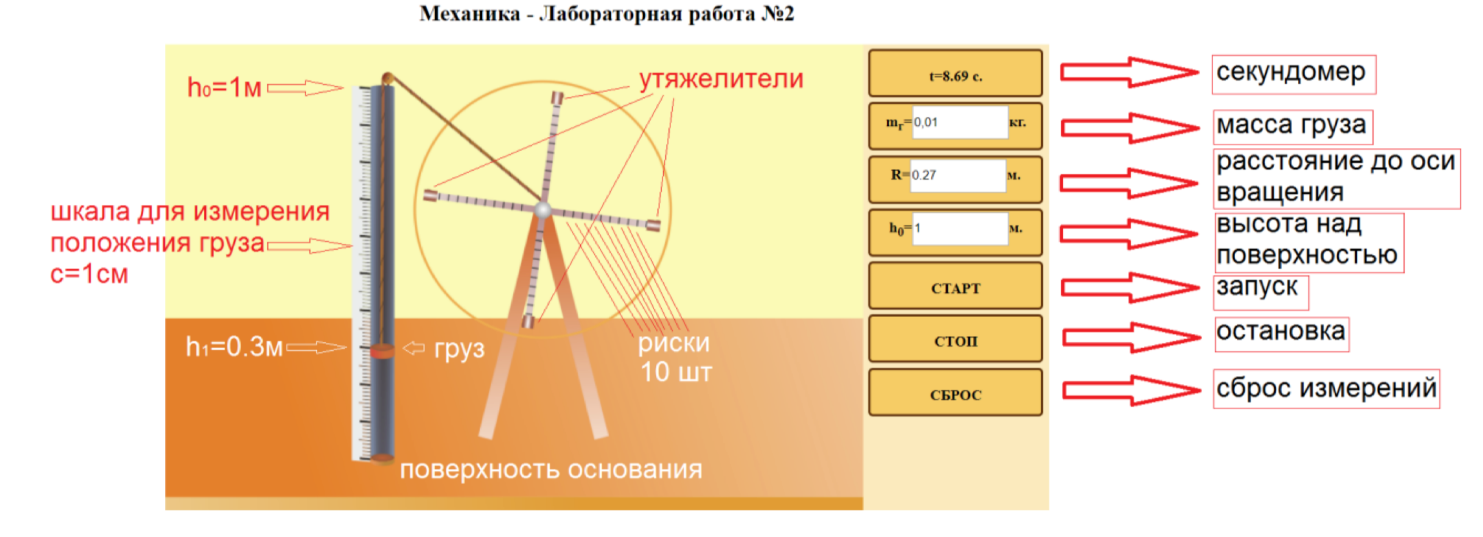 Механика - Лабораторная работа №2
h₀=1м
утяжелители
шкала для измерения
положения груза
с=1см
h₁=0.3м
груз
риски
10 шт
поверхность основания
t=8.69 с.
mг=0,01 кг.
R=0.27 м.
h₀=1 м.
СТАРТ
СТОП
СБРОС
секундомер
масса груза
расстояние до оси
вращения
высота над
поверхностью
запуск
остановка
сброс измерений